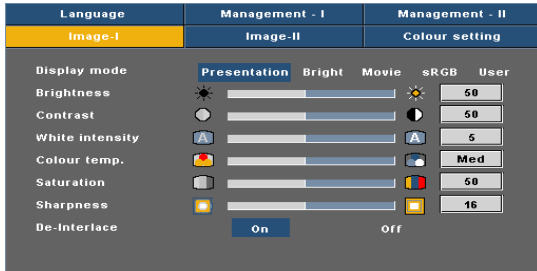 Language Management - I Management - II
Image-I Image-II Colour setting
Display mode Presentation Bright Movie sRGB User
Brightness 50
Contrast 50
White intensity A A 5
Colour temp. Med
Saturation 50
Sharpness 16
De-Interlace On Off